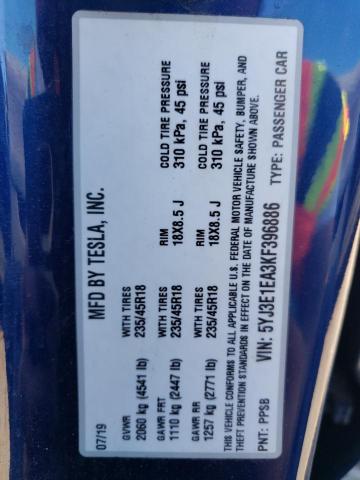 MFD BY TESLA, INC.
07/19
GVWR WITH TIRES RIM COLD TIRE PRESSURE
2060 kg (4541 lb) 235/45R18 18X8.5 J 310 kPa, 45 psi
GAWR FRT WITH TIRES RIM COLD TIRE PRESSURE
1110 kg (2447 lb) 235/45R18 18X8.5 J 310 kPa, 45 psi
GAWR RR
1257 kg (2771 lb)
THIS VEHICLE CONFORMS TO ALL APPLICABLE U.S. FEDERAL MOTOR VEHICLE SAFETY, BUMPER, AND
THEFT PREVENTION STANDARDS IN EFFECT ON THE DATE OF MANUFACTURE SHOWN ABOVE.
PNT: PPSB VIN: 5YJ3E1EA3KF396886 TYPE: PASSENGER CAR